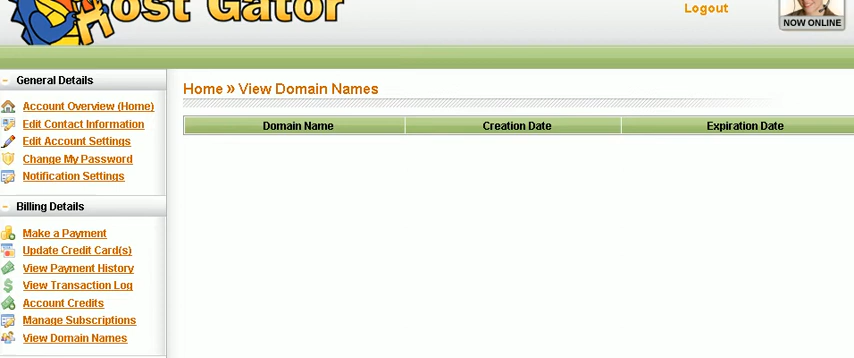 Host Gator
Logout
NOW ONLINE
General Details
Account Overview (Home)
Edit Contact Information
Edit Account Settings
Change My Password
Notification Settings
Billing Details
Make a Payment
Update Credit Card(s)
View Payment History
View Transaction Log
Account Credits
Manage Subscriptions
View Domain Names
Home » View Domain Names
Domain Name Creation Date Expiration Date